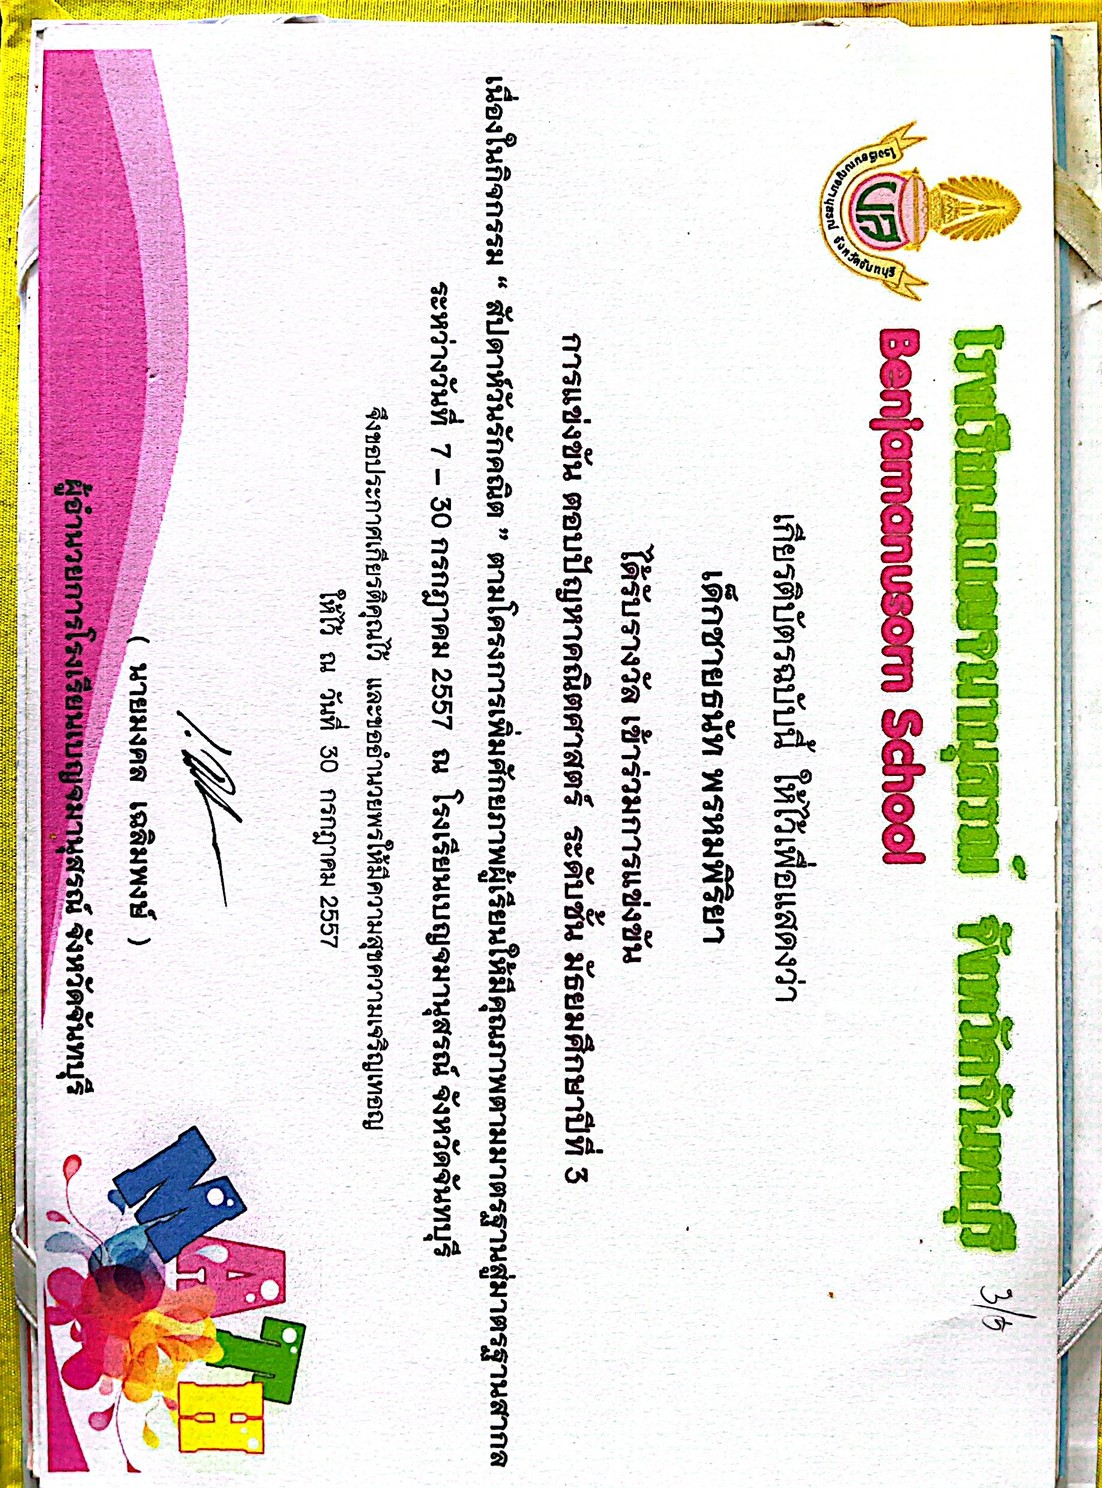 โรงเรียนเบญจมานุสรณ์ จังหวัดจันทบุรี 3/5
Benjamanusorn School
บส
โรงเรียนเบญจมานุสรณ์ จังหวัดจันทบุรี
เกียรติบัตรฉบับนี้ ให้ไว้เพื่อแสดงว่า
เด็กชายธนัท พรหมพิริยา
ได้รับรางวัล เข้าร่วมการแข่งขัน
การแข่งขัน ตอบปัญหาคณิตศาสตร์ ระดับชั้น มัธยมศึกษาปีที่ 3
เนื่องในกิจกรรม “ สัปดาห์วันรักคณิต ” ตามโครงการเพิ่มศักยภาพผู้เรียนให้มีคุณภาพตามมาตรฐานสู่มาตรฐานสากล
ระหว่างวันที่ 7 – 30 กรกฎาคม 2557 ณ โรงเรียนเบญจมานุสรณ์ จังหวัดจันทบุรี
จึงขอประกาศเกียรติคุณไว้ และขออำนวยพรให้มีความสุขความเจริญเทอญ
ให้ไว้ ณ วันที่ 30 กรกฎาคม 2557
MATH
( นายมงคล เฉลิมพงษ์ )
ผู้อำนวยการโรงเรียนเบญจมานุสรณ์ จังหวัดจันทบุรี